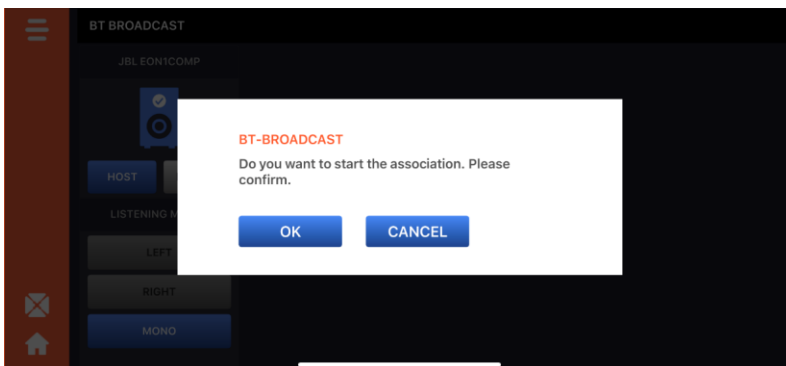 BT BROADCAST
JBL EON1COMP
BT-BROADCAST
Do you want to start the association. Please
confirm.
HOST
LISTENING M
OK
CANCEL
LEFT
RIGHT
MONO